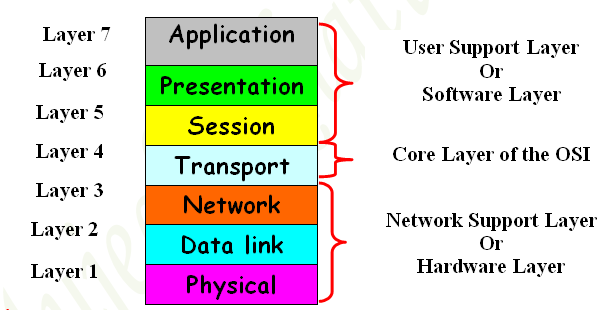 Layer 7
Application
Layer 6
Presentation
Layer 5
Session
Layer 4
Transport
Layer 3
Network
Layer 2
Data link
Layer 1
Physical
User Support Layer
Or
Software Layer
Core Layer of the OSI
Network Support Layer
Or
Hardware Layer